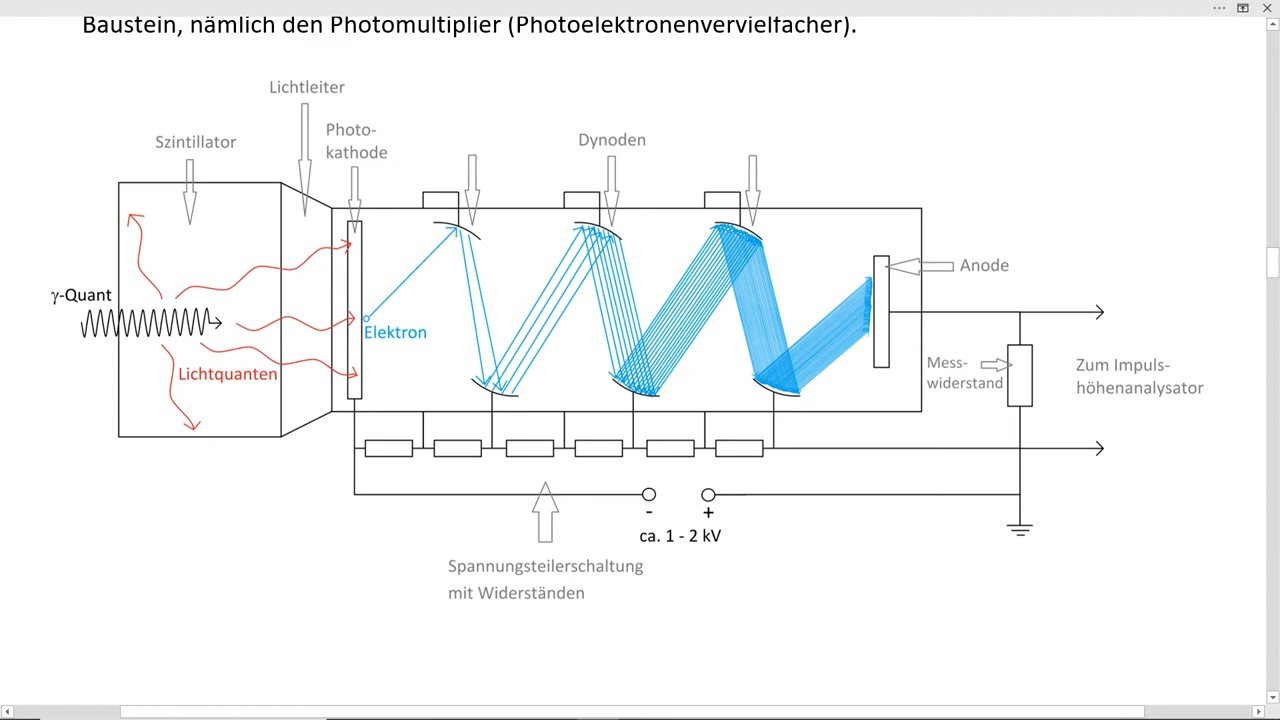 Baustein, nämlich den Photomultiplier (Photoelektronenvervielfacher).
Lichtleiter
Szintillator
Photo-
kathode
Dynoden
Anode
γ-Quant
Elektron
Lichtquanten
Mess-
widerstand
Zum Impuls-
höhenanalysator
- +
ca. 1 - 2 kV
Spannungsteilerschaltung
mit Widerständen